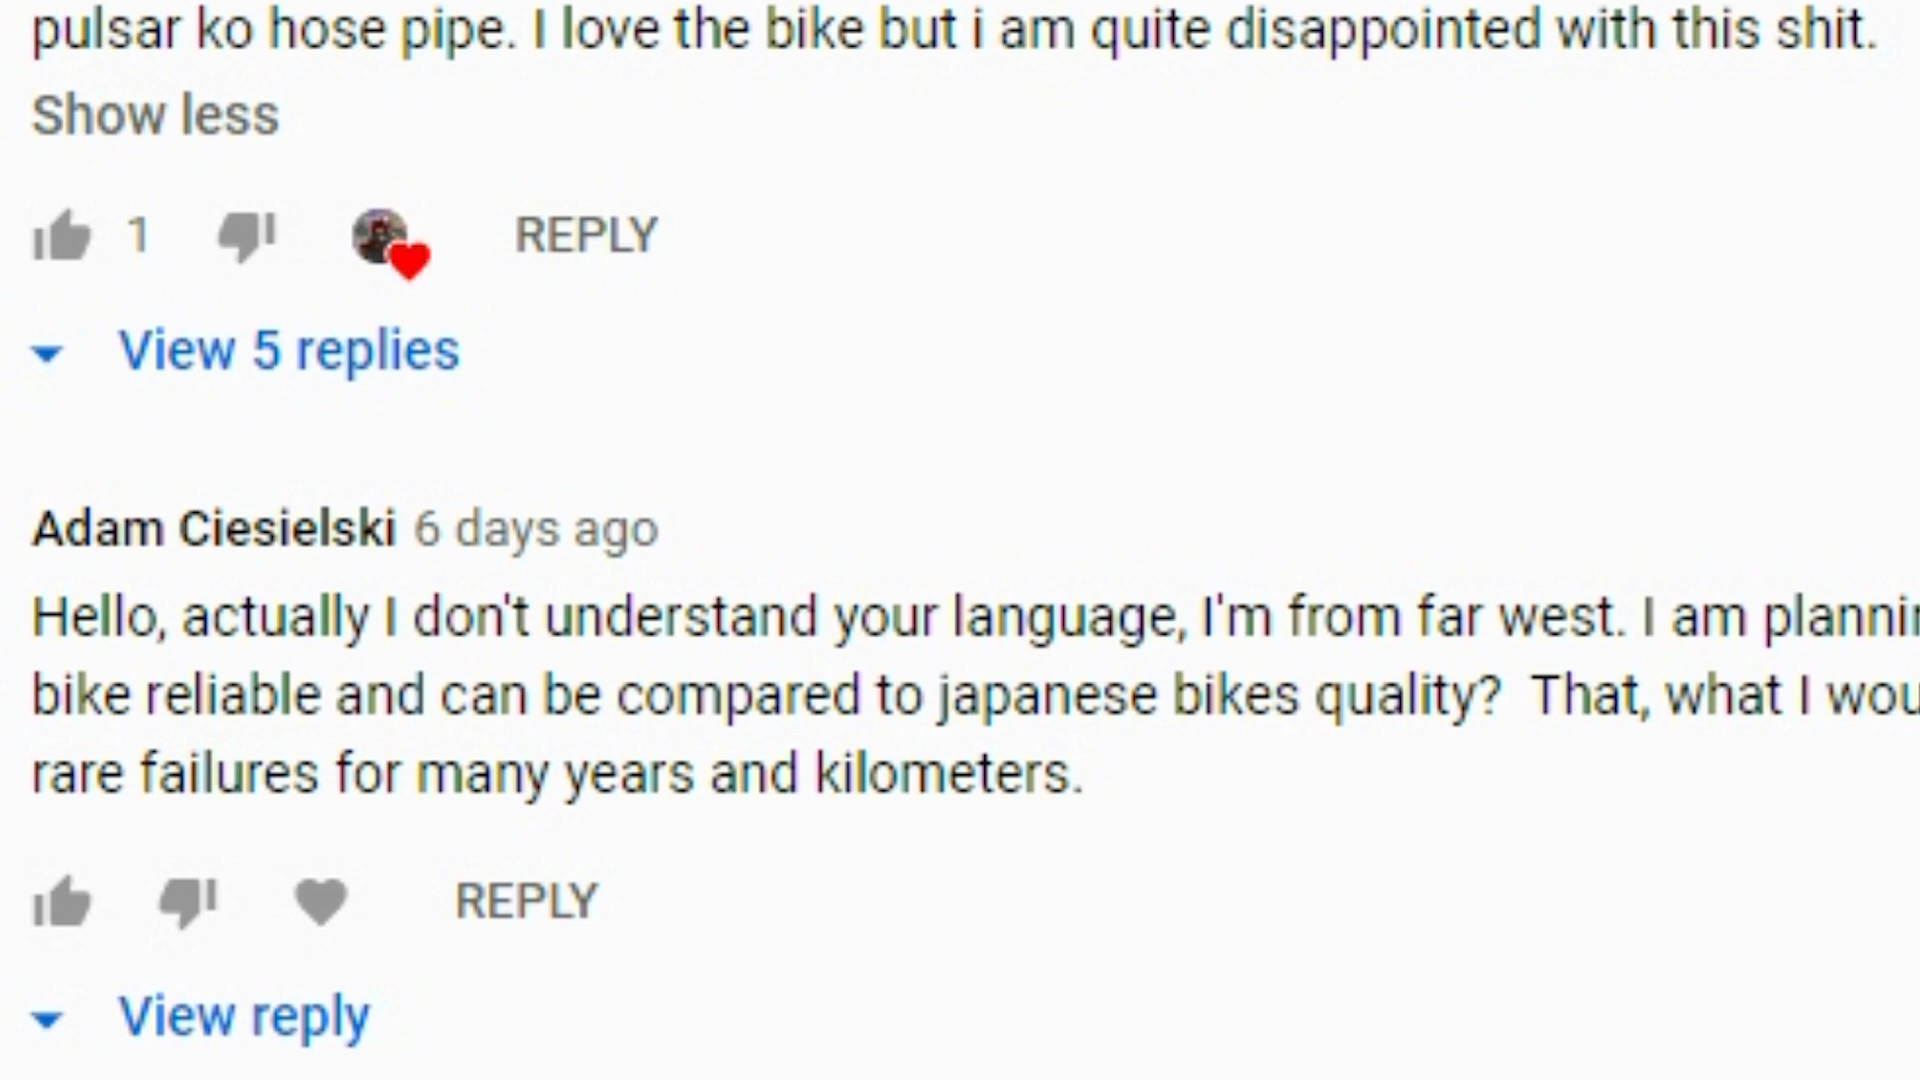 pulsar ko hose pipe. I love the bike but i am quite disappointed with this shit.
Show less
1 REPLY
View 5 replies
Adam Ciesielski 6 days ago
Hello, actually I don't understand your language, I'm from far west. I am plannin
bike reliable and can be compared to japanese bikes quality?  That, what I wou
rare failures for many years and kilometers.
REPLY
View reply